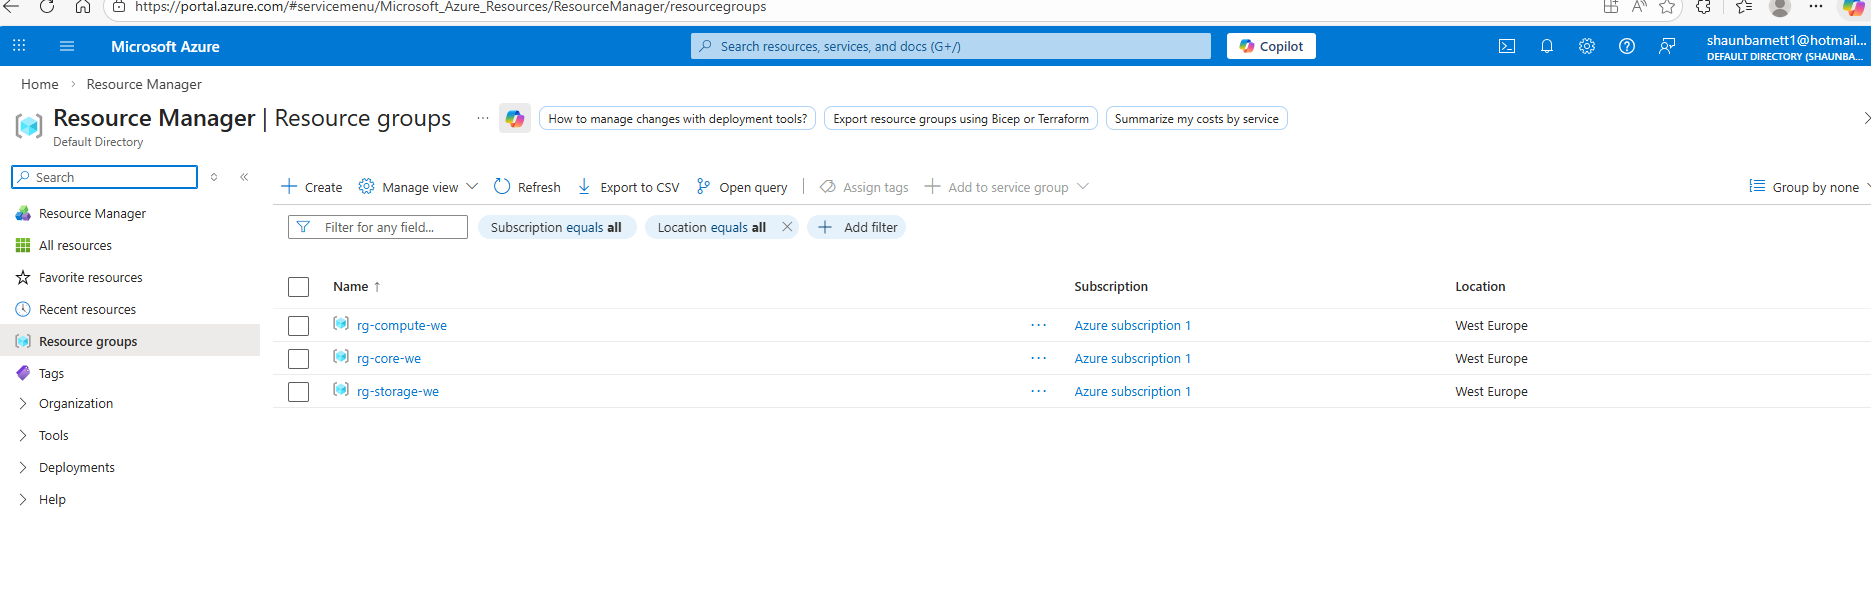 https://portal.azure.com/#servicemenu/Microsoft_Azure_Resources/ResourceManager/resourcegroups
Microsoft Azure
Search resources, services, and docs (G+/)
Copilot
shaunbarnett1@hotmail...
DEFAULT DIRECTORY (SHAUNBA...
Home > Resource Manager
Resource Manager | Resource groups
How to manage changes with deployment tools?
Export resource groups using Bicep or Terraform
Summarize my costs by service
Default Directory
Search
Create
Manage view
Refresh
Export to CSV
Open query
Assign tags
Add to service group
Group by none
Resource Manager
All resources
Favorite resources
Recent resources
Resource groups
Tags
Organization
Tools
Deployments
Help
Filter for any field...
Subscription equals all
Location equals all
Add filter
Name ↑ Subscription Location
rg-compute-we ... Azure subscription 1 West Europe
rg-core-we ... Azure subscription 1 West Europe
rg-storage-we ... Azure subscription 1 West Europe